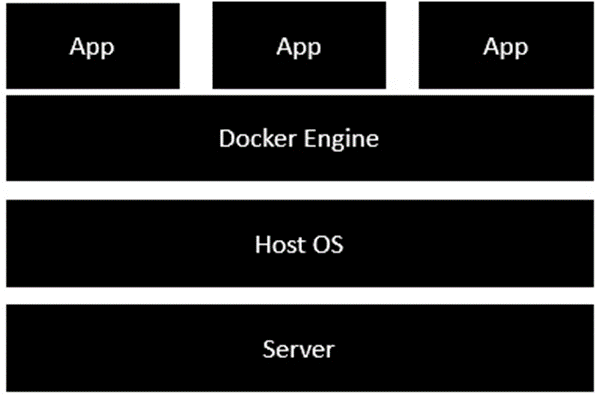 App App App
Docker Engine
Host OS
Server